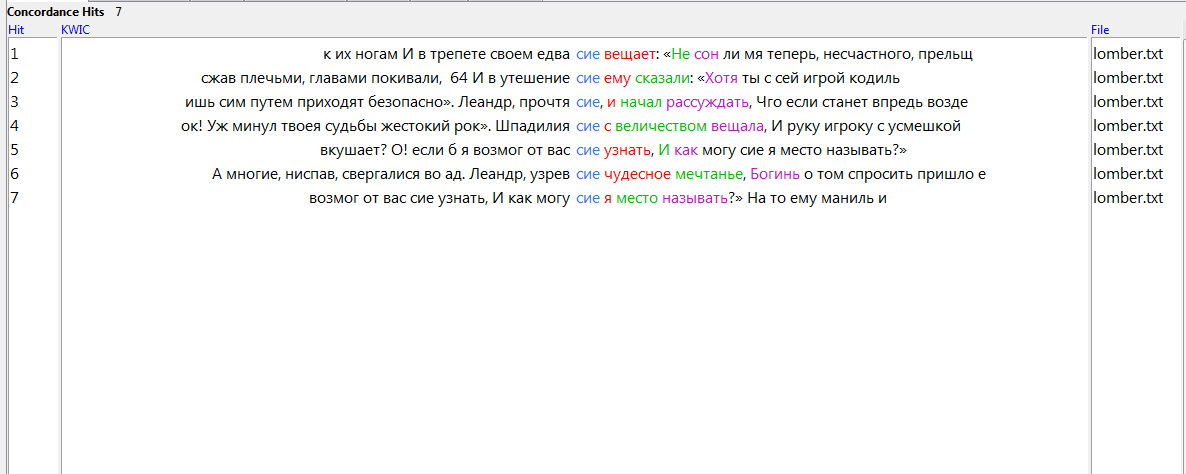 Concordance Hits 7
Hit KWIC File
1 к их ногам И в трепете своем едва сие вещает: «Не сон ли мя теперь, несчастного, прельщ lomber.txt
2 сжав плечьми, главами покивали, 64 И в утешение сие ему сказали: «Хотя ты с сей игрой кодиль lomber.txt
3 ишь сим путем приходят безопасно». Леандр, прочтя сие, и начал рассуждать, Что если станет впредь возде lomber.txt
4 ок! Уж минул твоея судьбы жестокий рок». Шпадилия сие с величеством вещала, И руку игроку с усмешкой lomber.txt
5 вкушает? О! если б я возмог от вас сие узнать, И как могу сие я место называть?» lomber.txt
6 А многие, ниспав, свергалися во ад. Леандр, узрев сие чудесное мечтанье, Богинь о том спросить пришло е lomber.txt
7 возмог от вас сие узнать, И как могу сие я место называть?» На то ему маниль и lomber.txt